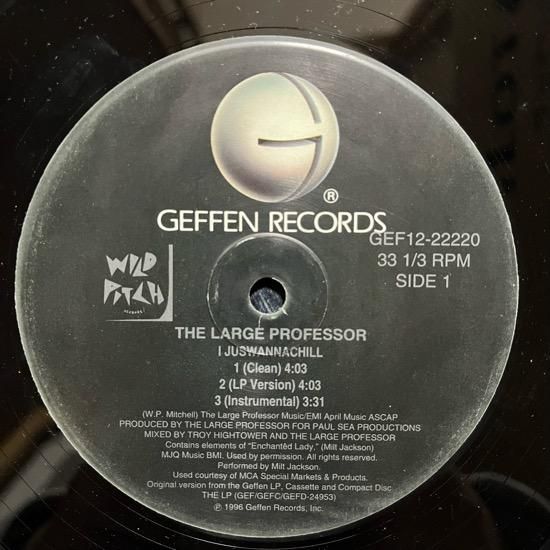 G
®
GEFFEN RECORDS
GEF12-22220
33 1/3 RPM
SIDE 1
WILD
PITCH
RECORDS
THE LARGE PROFESSOR
I JUSWANNACHILL
1 (Clean) 4:03
2 (LP Version) 4:03
3 (Instrumental) 3:31
(W.P. Mitchell) The Large Professor Music/EMI April Music ASCAP
PRODUCED BY THE LARGE PROFESSOR FOR PAUL SEA PRODUCTIONS
MIXED BY TROY HIGHTOWER AND THE LARGE PROFESSOR
Contains elements of "Enchanted Lady," (Milt Jackson)
MJQ Music BMI. Used by permission. All rights reserved.
Performed by Milt Jackson.
Used courtesy of MCA Special Markets & Products.
Original version from the Geffen LP, Cassette and Compact Disc
THE LP (GEF/GEFC/GEFD-24953)
℗ 1996 Geffen Records, Inc.